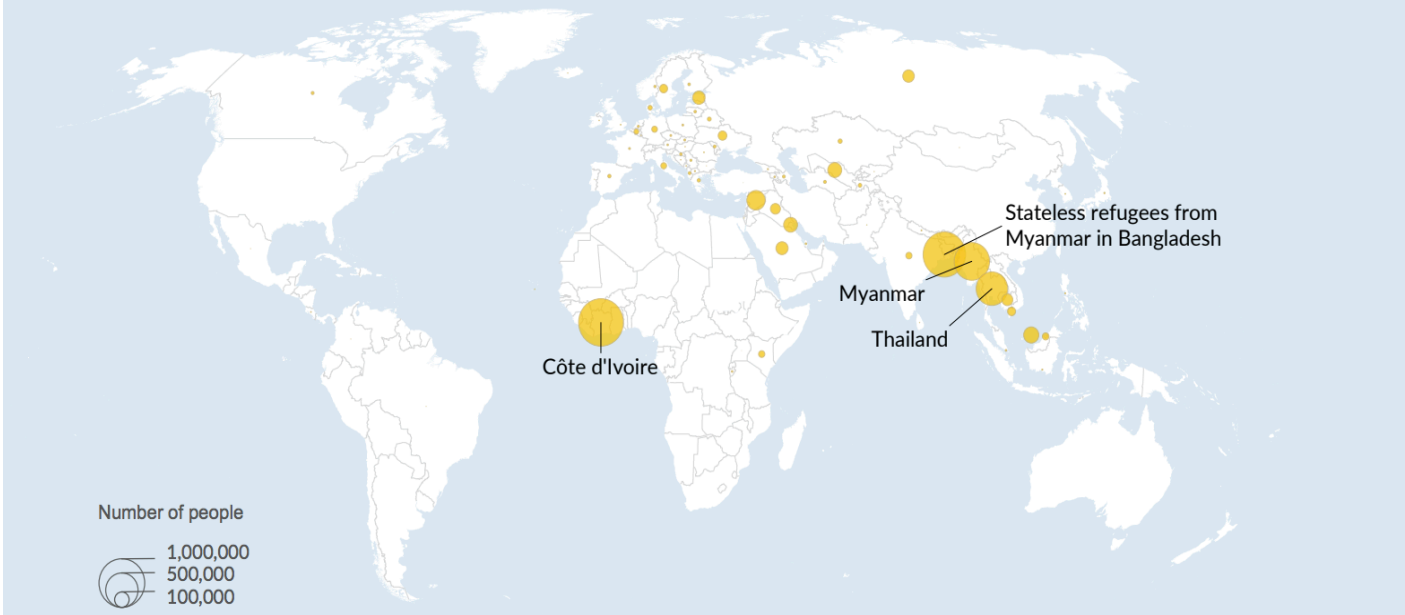 Stateless refugees from
Myanmar in Bangladesh
Myanmar
Thailand
Côte d'Ivoire
Number of people
1,000,000
500,000
100,000